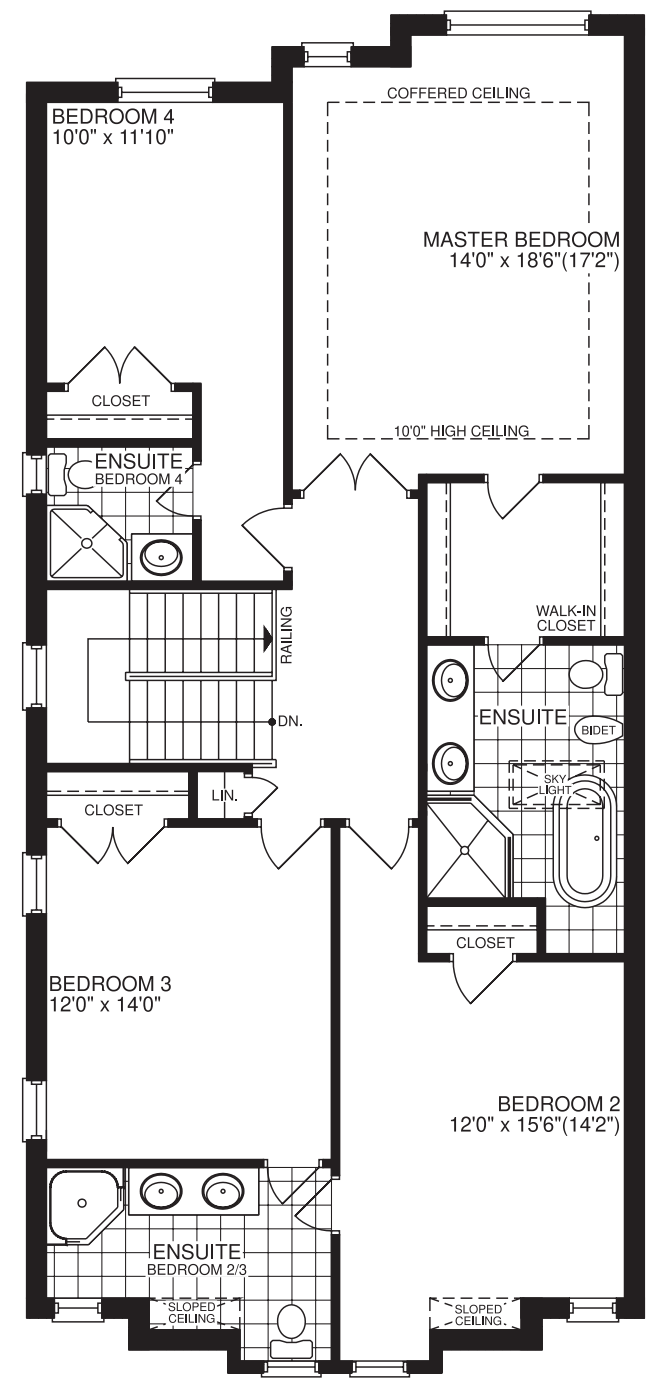 COFFERED CEILING
BEDROOM 4
10'0" x 11'10"
MASTER BEDROOM
14'0" x 18'6"(17'2")
CLOSET
10'0" HIGH CEILING
ENSUITE
BEDROOM 4
WALK-IN
CLOSET
RAILING
ENSUITE
DN.
BIDET
SKY
LIGHT
LIN.
CLOSET
CLOSET
BEDROOM 3
12'0" x 14'0"
BEDROOM 2
12'0" x 15'6"(14'2")
ENSUITE
BEDROOM 2/3
SLOPED
CEILING
SLOPED
CEILING